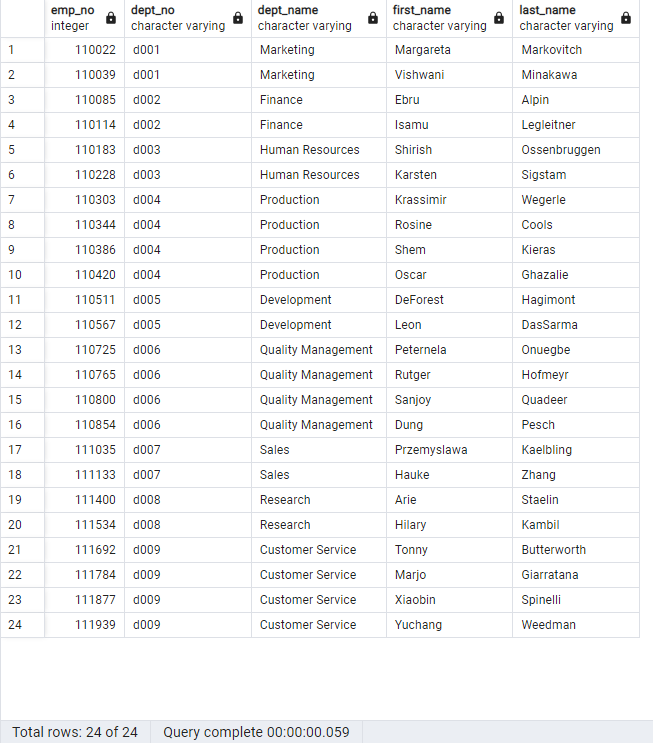 emp_no dept_no dept_name first_name last_name
integer character varying character varying character varying character varying
1 110022 d001 Marketing Margareta Markovitch
2 110039 d001 Marketing Vishwani Minakawa
3 110085 d002 Finance Ebru Alpin
4 110114 d002 Finance Isamu Legleitner
5 110183 d003 Human Resources Shirish Ossenbruggen
6 110228 d003 Human Resources Karsten Sigstam
7 110303 d004 Production Krassimir Wegerle
8 110344 d004 Production Rosine Cools
9 110386 d004 Production Shem Kieras
10 110420 d004 Production Oscar Ghazalie
11 110511 d005 Development DeForest Hagimont
12 110567 d005 Development Leon DasSarma
13 110725 d006 Quality Management Peternela Onuegbe
14 110765 d006 Quality Management Rutger Hofmeyr
15 110800 d006 Quality Management Sanjoy Quadeer
16 110854 d006 Quality Management Dung Pesch
17 111035 d007 Sales Przemyslawa Kaelbling
18 111133 d007 Sales Hauke Zhang
19 111400 d008 Research Arie Staelin
20 111534 d008 Research Hilary Kambil
21 111692 d009 Customer Service Tonny Butterworth
22 111784 d009 Customer Service Marjo Giarratana
23 111877 d009 Customer Service Xiaobin Spinelli
24 111939 d009 Customer Service Yuchang Weedman
Total rows: 24 of 24 Query complete 00:00:00.059